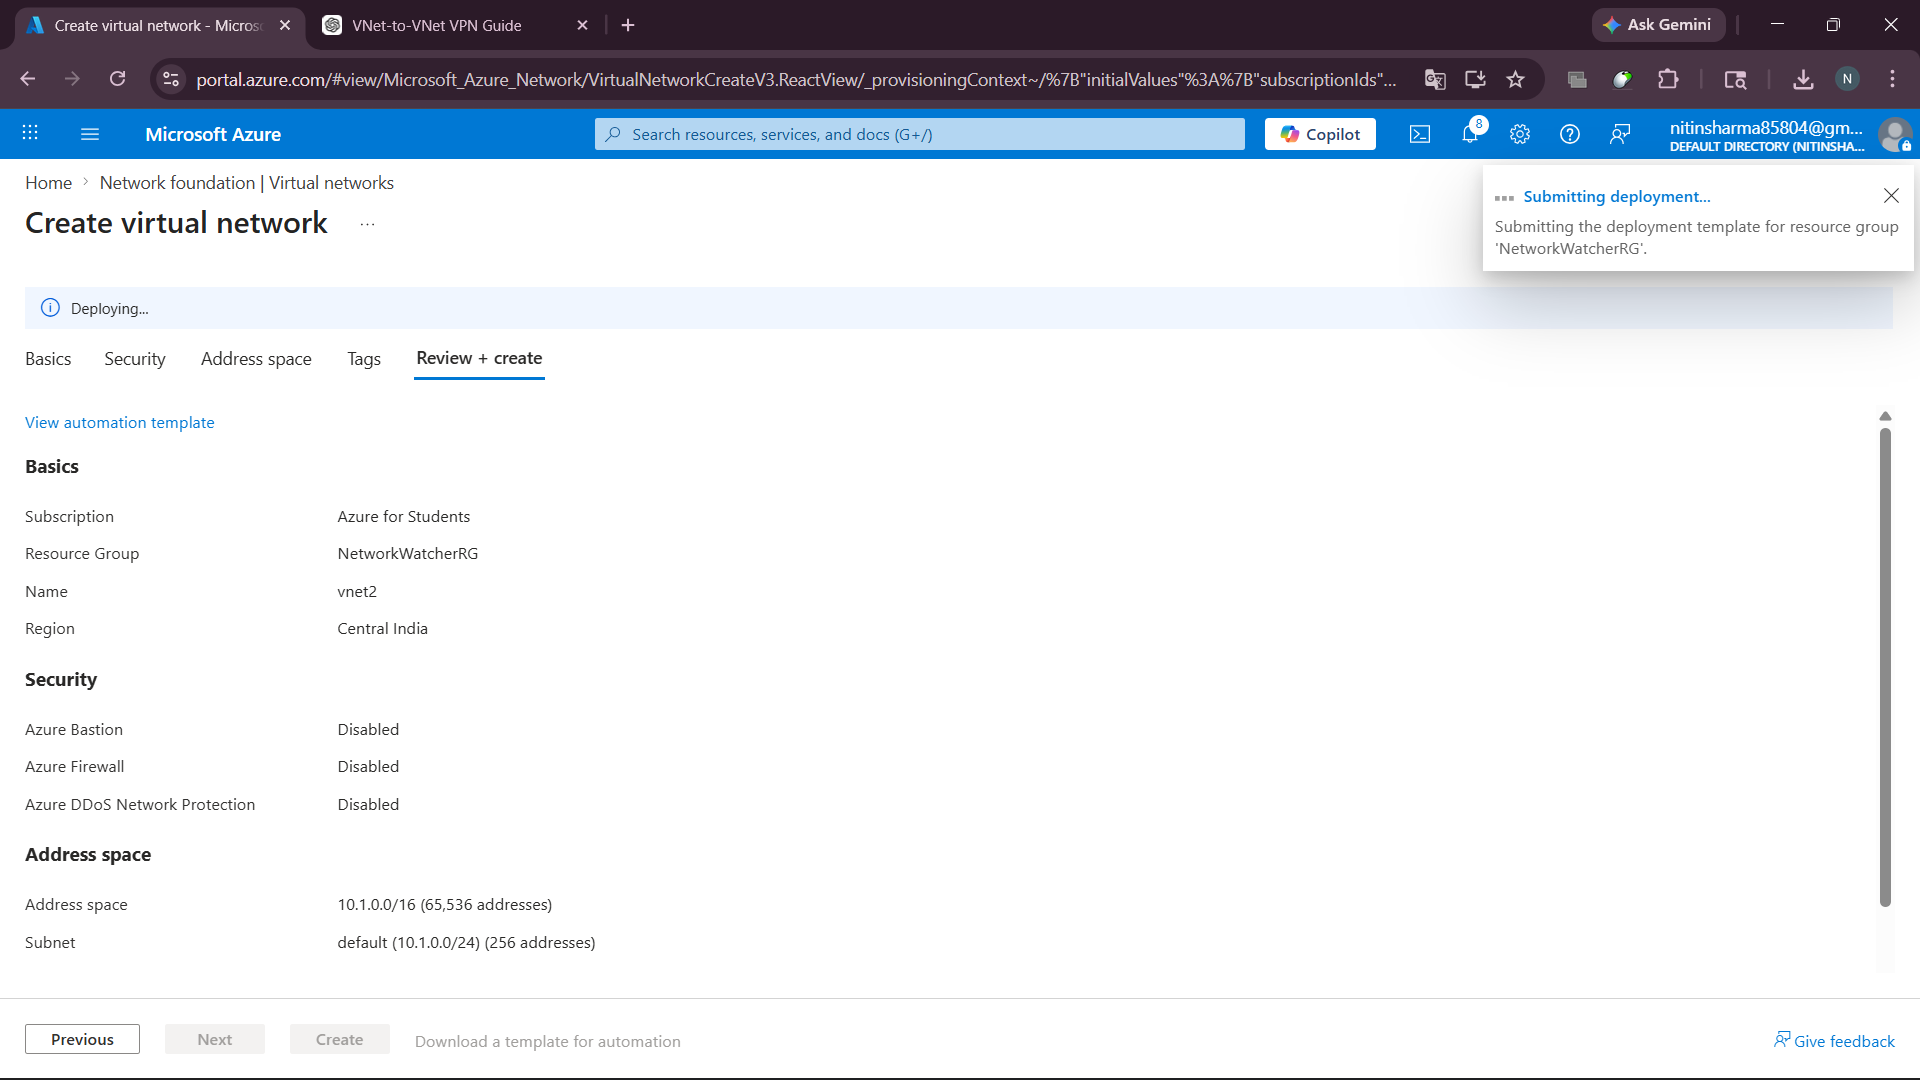 Create virtual network - Micros
VNet-to-VNet VPN Guide
Ask Gemini
portal.azure.com/#view/Microsoft_Azure_Network/VirtualNetworkCreateV3.ReactView/_provisioningContext~/%7B"initialValues"%3A%7B"subscriptionIds"...
N
Microsoft Azure
Search resources, services, and docs (G+/)
Copilot
8
nitinsharma85804@gm...
DEFAULT DIRECTORY (NITINSHA...
Home > Network foundation | Virtual networks
Create virtual network ...
Submitting deployment...
Submitting the deployment template for resource group
'NetworkWatcherRG'.
Deploying...
Basics Security Address space Tags Review + create
View automation template
Basics
Subscription Azure for Students
Resource Group NetworkWatcherRG
Name vnet2
Region Central India
Security
Azure Bastion Disabled
Azure Firewall Disabled
Azure DDoS Network Protection Disabled
Address space
Address space 10.1.0.0/16 (65,536 addresses)
Subnet default (10.1.0.0/24) (256 addresses)
Previous Next Create Download a template for automation Give feedback